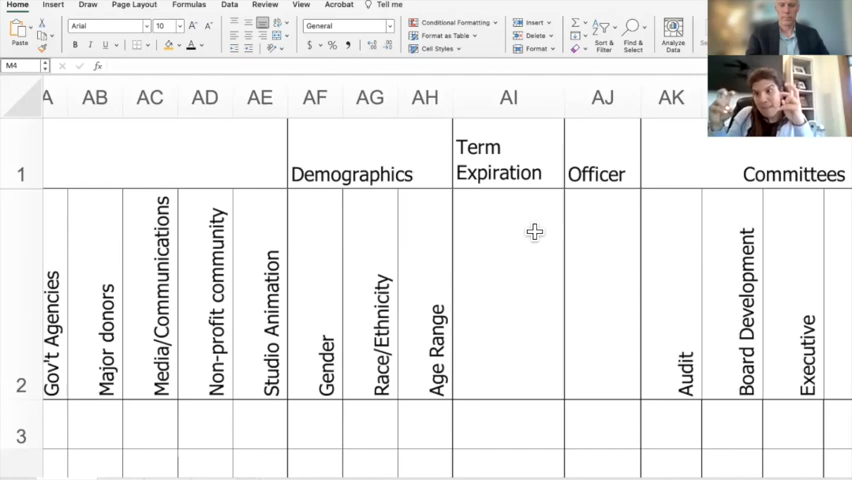 Home Insert Draw Page Layout Formulas Data Review View Acrobat Tell me
Paste
Arial 10
B I U
A A
General
$ %
Conditional Formatting
Format as Table
Cell Styles
Insert
Delete
Format
Sort &
Filter
Find &
Select
Analyze
Data
M4 fx
A AB AC AD AE AF AG AH AI AJ AK
1 Demographics Term
Expiration Officer Committees
2 Gov't Agencies
Major donors
Media/Communications
Non-profit community
Studio Animation
Gender
Race/Ethnicity
Age Range
Audit
Board Development
Executive
3